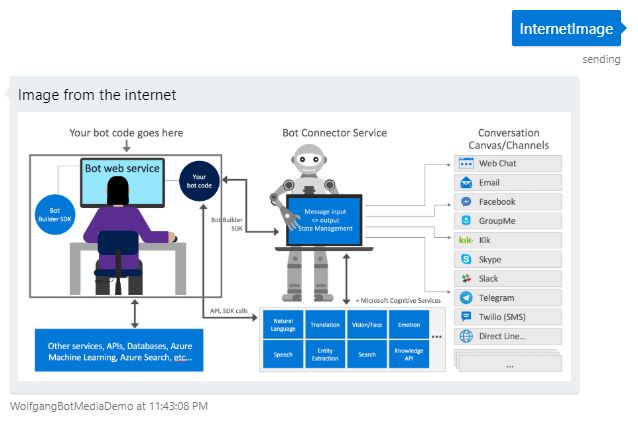 InternetImage
sending
Image from the internet
Your bot code goes here
Bot web service
Your
bot code
Bot
Builder SDK
Bot Builder
SDK
API, SDK calls
Other services, APIs, Databases, Azure
Machine Learning, Azure Search, etc...
Bot Connector Service
Message input
<> output
State Management
+ Microsoft Cognitive Services
Natural
Language
Translation
Vision/Face
Emotion
Speech
Entity
Extraction
Search
Knowledge
API
...
Conversation
Canvas/Channels
Web Chat
Email
Facebook
GroupMe
kik· Kik
Skype
Slack
Telegram
Twilio (SMS)
Direct Line...
...
WolfgangBotMediaDemo at 11:43:08 PM